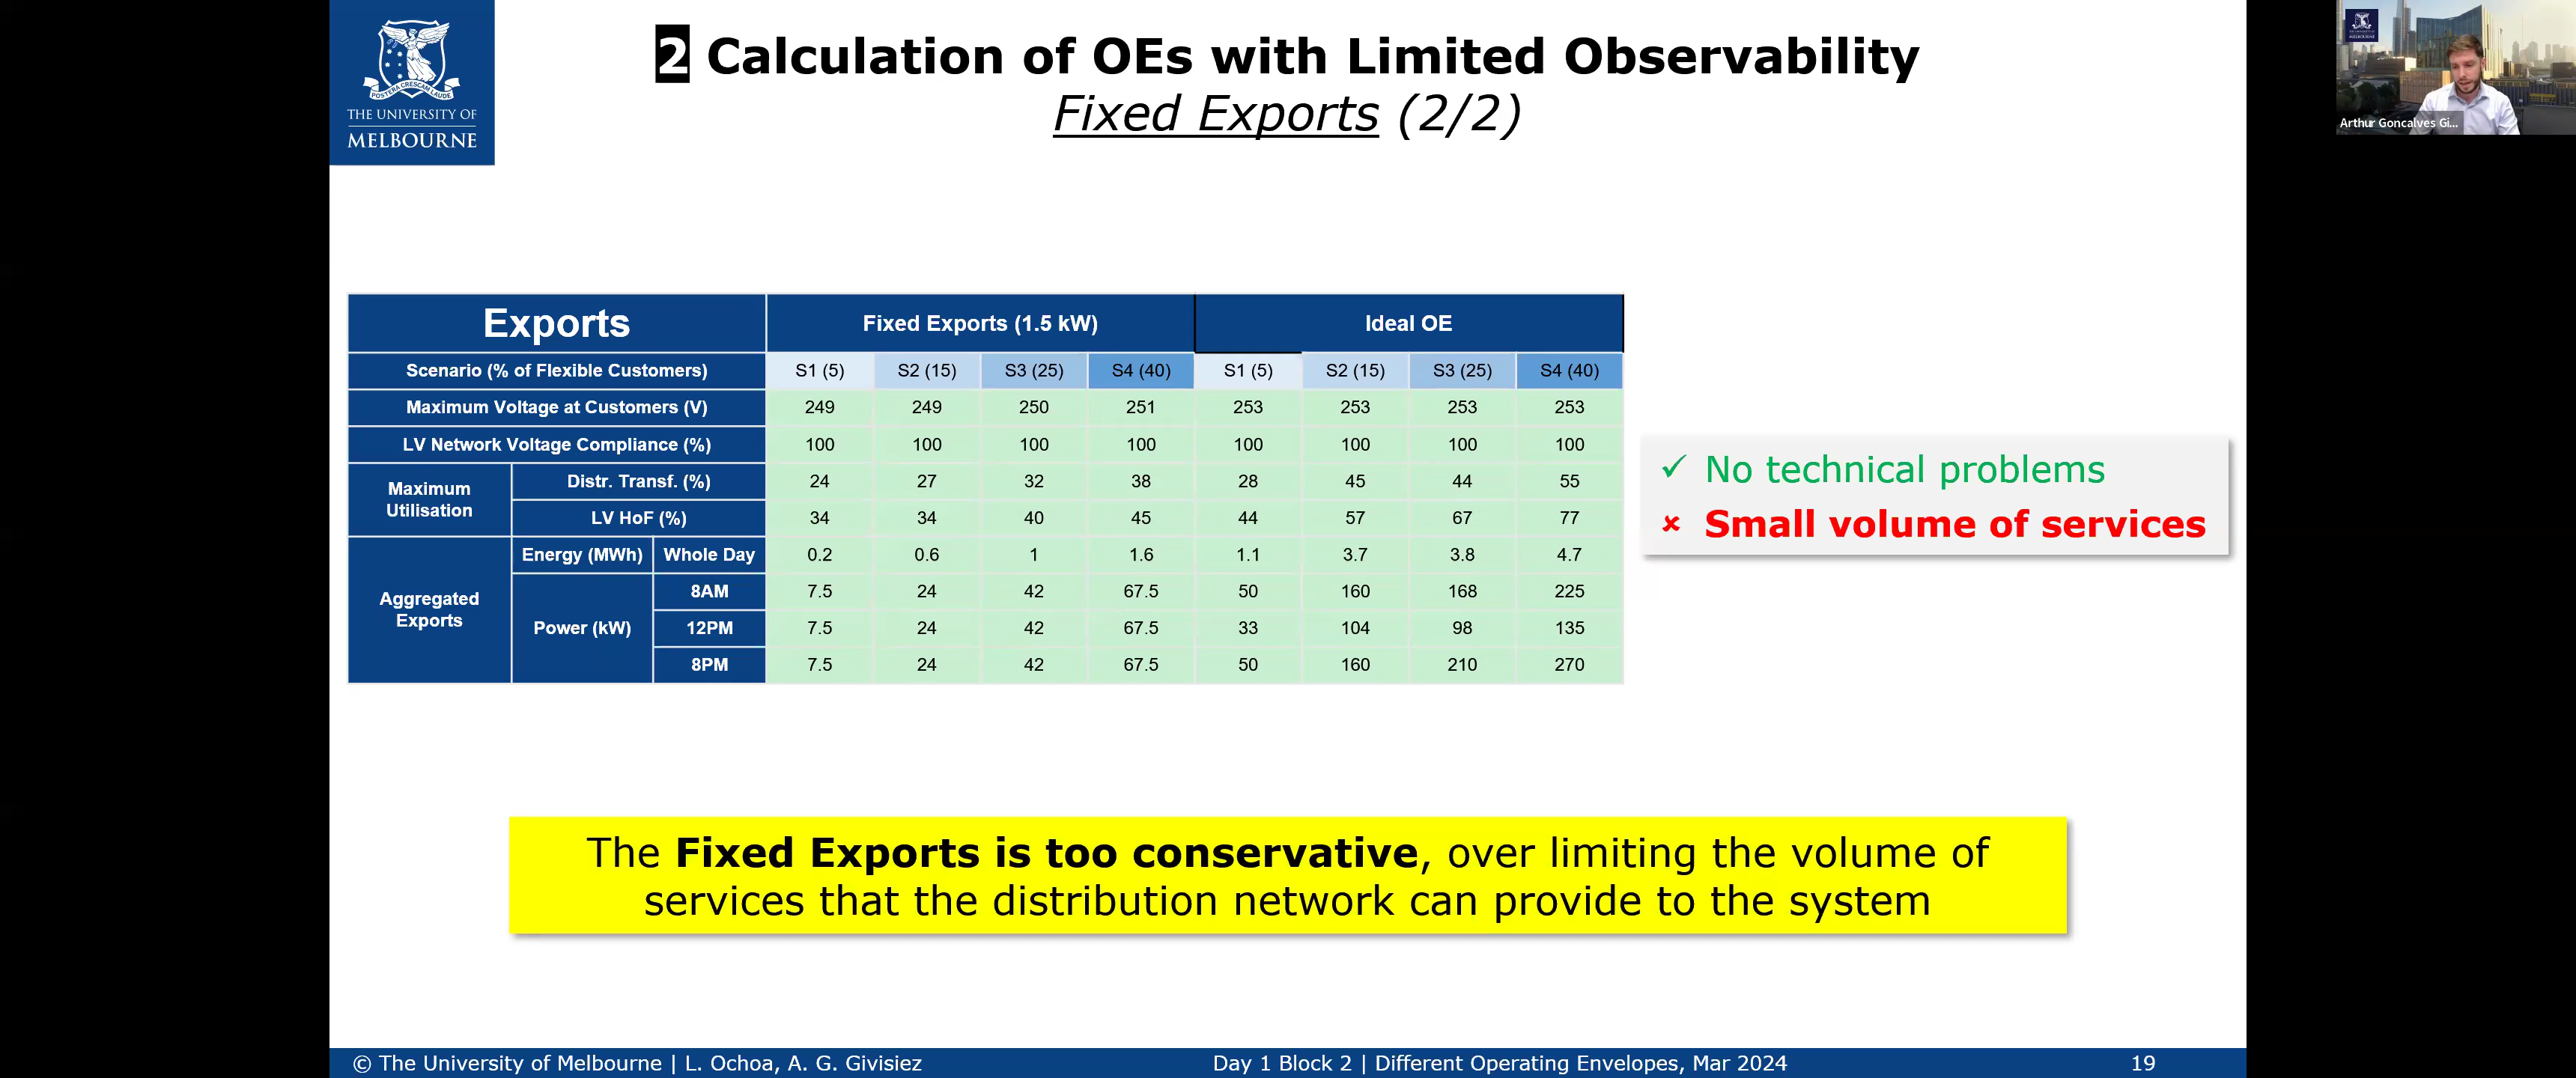 THE UNIVERSITY OF
MELBOURNE
2 Calculation of OEs with Limited Observability
Fixed Exports (2/2)
Arthur Goncalves Gi...
Exports Fixed Exports (1.5 kW) Ideal OE
Scenario (% of Flexible Customers) S1 (5) S2 (15) S3 (25) S4 (40) S1 (5) S2 (15) S3 (25) S4 (40)
Maximum Voltage at Customers (V) 249 249 250 251 253 253 253 253
LV Network Voltage Compliance (%) 100 100 100 100 100 100 100 100
Maximum Utilisation Distr. Transf. (%) 24 27 32 38 28 45 44 55
LV HoF (%) 34 34 40 45 44 57 67 77
Aggregated Exports Energy (MWh) Whole Day 0.2 0.6 1 1.6 1.1 3.7 3.8 4.7
Power (kW) 8AM 7.5 24 42 67.5 50 160 168 225
12PM 7.5 24 42 67.5 33 104 98 135
8PM 7.5 24 42 67.5 50 160 210 270
✓ No technical problems
× Small volume of services
The Fixed Exports is too conservative, over limiting the volume of
services that the distribution network can provide to the system
© The University of Melbourne | L. Ochoa, A. G. Givisiez Day 1 Block 2 | Different Operating Envelopes, Mar 2024 19